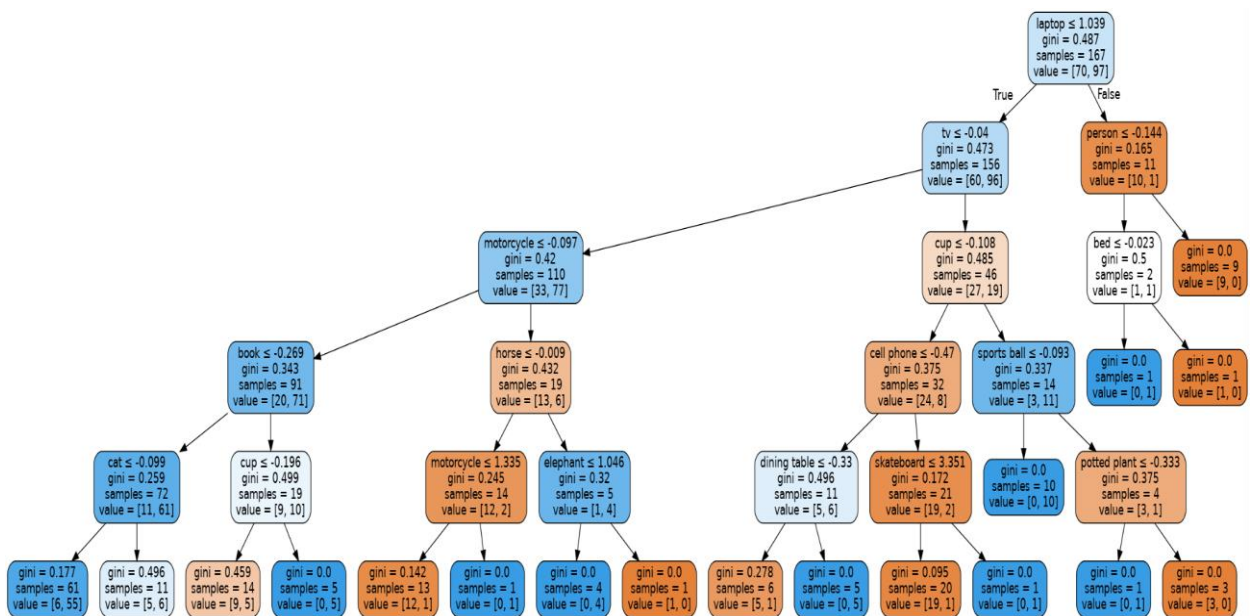 laptop ≤ 1.039
gini = 0.487
samples = 167
value = [70, 97]
True
False
tv ≤ -0.04
gini = 0.473
samples = 156
value = [60, 96]
person ≤ -0.144
gini = 0.165
samples = 11
value = [10, 1]
motorcycle ≤ -0.097
gini = 0.42
samples = 110
value = [33, 77]
cup ≤ -0.108
gini = 0.485
samples = 46
value = [27, 19]
bed ≤ -0.023
gini = 0.5
samples = 2
value = [1, 1]
gini = 0.0
samples = 9
value = [9, 0]
book ≤ -0.269
gini = 0.343
samples = 91
value = [20, 71]
horse ≤ -0.009
gini = 0.432
samples = 19
value = [13, 6]
cell phone ≤ -0.47
gini = 0.375
samples = 32
value = [24, 8]
sports ball ≤ -0.093
gini = 0.337
samples = 14
value = [3, 11]
gini = 0.0
samples = 1
value = [0, 1]
gini = 0.0
samples = 1
value = [1, 0]
cat ≤ -0.099
gini = 0.259
samples = 72
value = [11, 61]
cup ≤ -0.196
gini = 0.499
samples = 19
value = [9, 10]
motorcycle ≤ 1.335
gini = 0.245
samples = 14
value = [12, 2]
elephant ≤ 1.046
gini = 0.32
samples = 5
value = [1, 4]
dining table ≤ -0.33
gini = 0.496
samples = 11
value = [5, 6]
skateboard ≤ 3.351
gini = 0.172
samples = 21
value = [19, 2]
gini = 0.0
samples = 10
value = [0, 10]
potted plant ≤ -0.333
gini = 0.375
samples = 4
value = [3, 1]
gini = 0.177
samples = 61
value = [6, 55]
gini = 0.496
samples = 11
value = [5, 6]
gini = 0.459
samples = 14
value = [9, 5]
gini = 0.0
samples = 5
value = [0, 5]
gini = 0.142
samples = 13
value = [12, 1]
gini = 0.0
samples = 1
value = [0, 1]
gini = 0.0
samples = 4
value = [0, 4]
gini = 0.0
samples = 1
value = [1, 0]
gini = 0.278
samples = 6
value = [5, 1]
gini = 0.0
samples = 5
value = [0, 5]
gini = 0.095
samples = 20
value = [19, 1]
gini = 0.0
samples = 1
value = [0, 1]
gini = 0.0
samples = 1
value = [0, 1]
gini = 0.0
samples = 3
value = [3, 0]